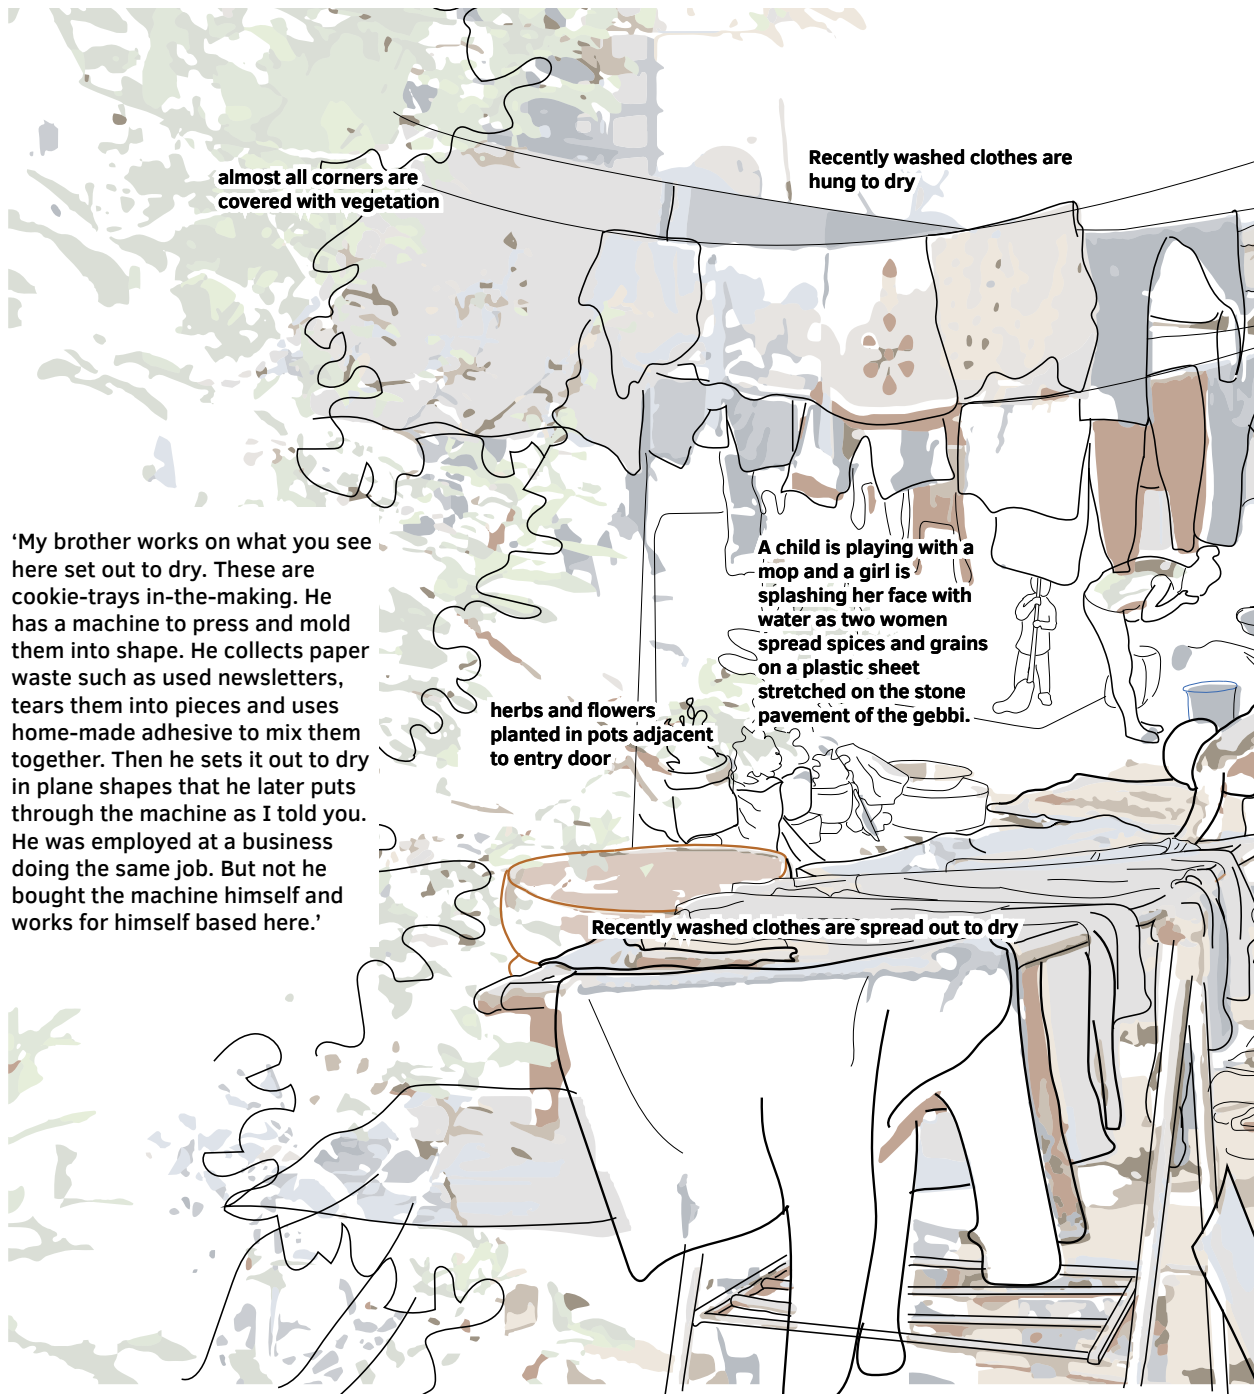 almost all corners are
covered with vegetation
Recently washed clothes are
hung to dry
‘My brother works on what you see
here set out to dry. These are
cookie-trays in-the-making. He
has a machine to press and mold
them into shape. He collects paper
waste such as used newsletters,
tears them into pieces and uses
home-made adhesive to mix them
together. Then he sets it out to dry
in plane shapes that he later puts
through the machine as I told you.
He was employed at a business
doing the same job. But not he
bought the machine himself and
works for himself based here.’
A child is playing with a
mop and a girl is
splashing her face with
water as two women
spread spices and grains
on a plastic sheet
stretched on the stone
pavement of the gebbi.
herbs and flowers
planted in pots adjacent
to entry door
Recently washed clothes are spread out to dry